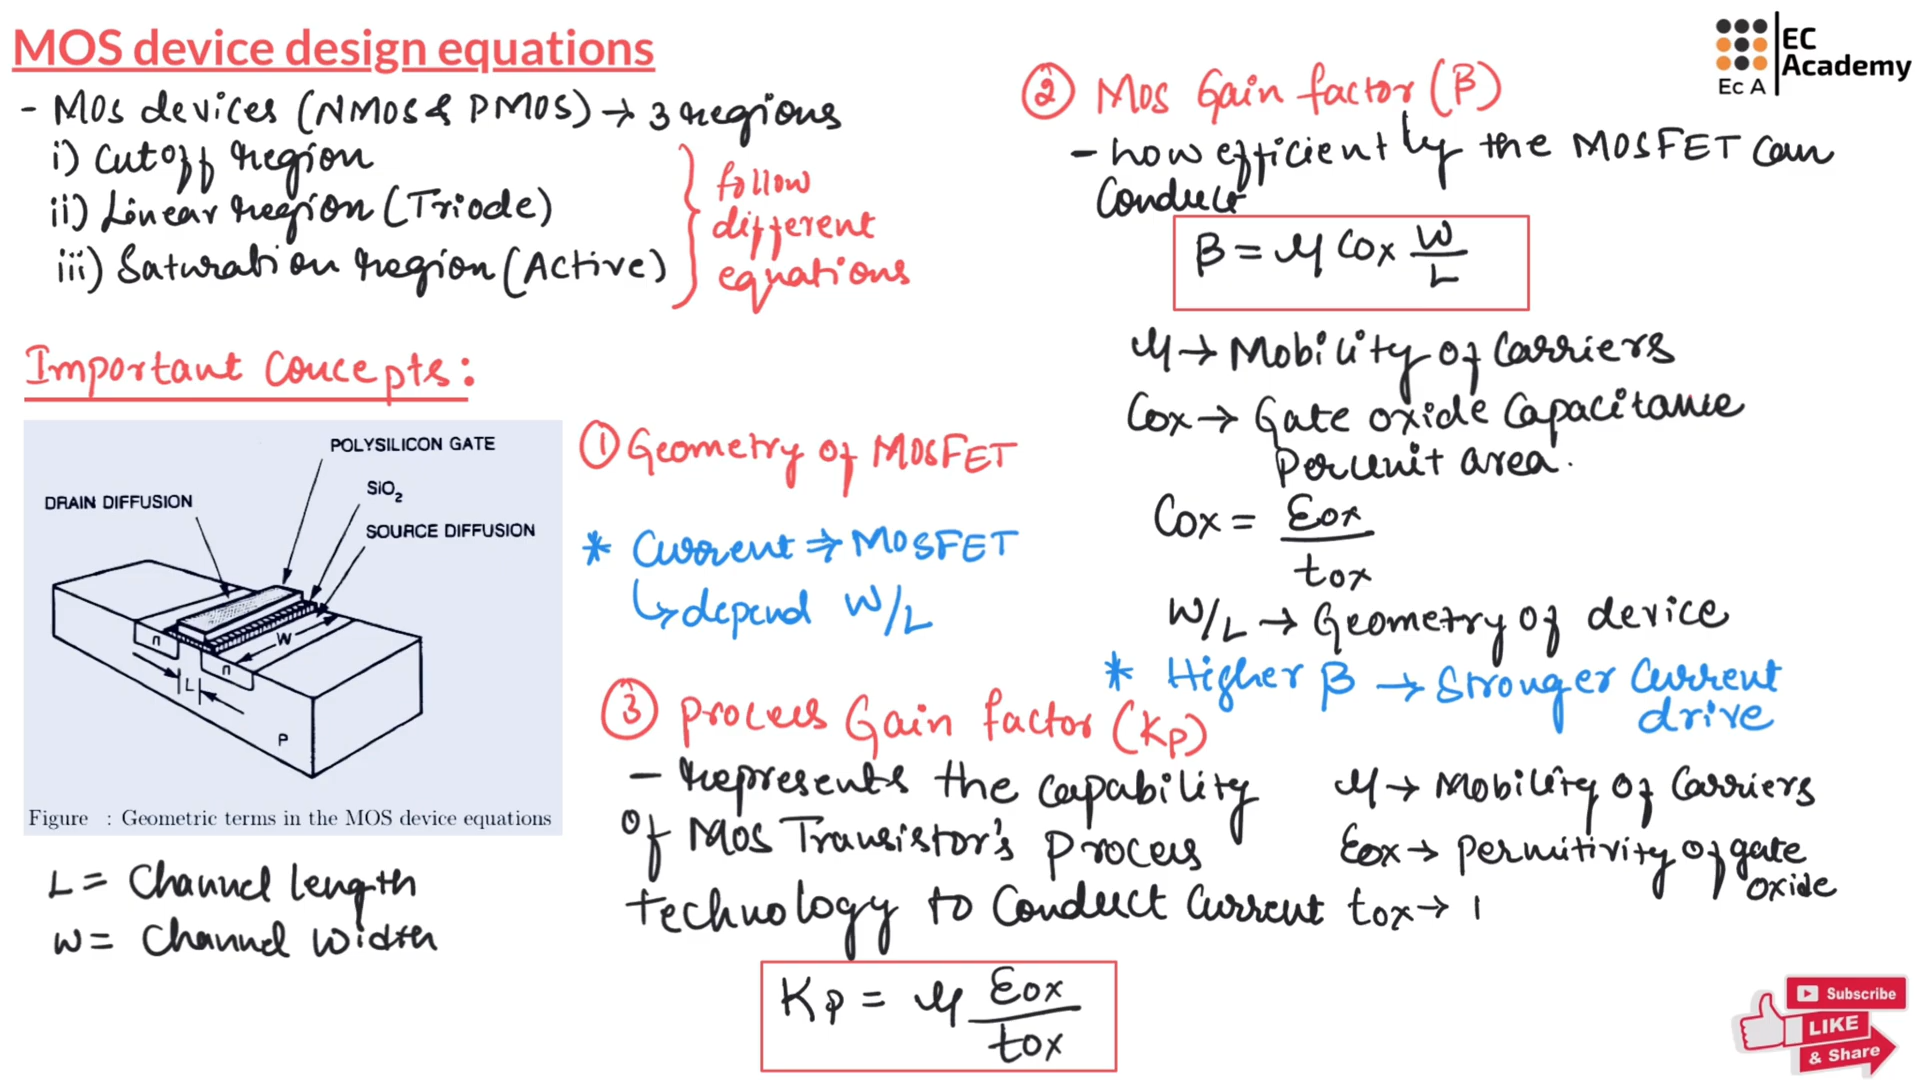 MOS device design equations
- MOS devices (NMOS & PMOS) → 3 regions
i) Cutoff region
ii) Linear region (Triode)
iii) Saturation region (Active)
follow
different
equations
Important Concepts:
POLYSILICON GATE
SiO2
DRAIN DIFFUSION
SOURCE DIFFUSION
n
W
n
L
P
Figure : Geometric terms in the MOS device equations
L = Channel length
W = Channel width
① Geometry of MOSFET
* Current ⇒ MOSFET
↳ depend W/L
② MOS Gain factor (β)
- how efficiently the MOSFET can
Conduct
β = μ Cox W/L
μ → Mobility of Carriers
Cox → Gate oxide Capacitance
Per unit area.
Cox = Εox/tox
W/L → Geometry of device
* Higher β → Stronger Current
drive
③ Process Gain factor (Kp)
- represents the capability
of MOS Transistor's Process
technology to Conduct Current
Kp = μ Εox/tox
μ → Mobility of Carriers
Εox → Permitivity of gate
oxide
tox → |
EC
Academy
Ec A
Subscribe
LIKE
& Share